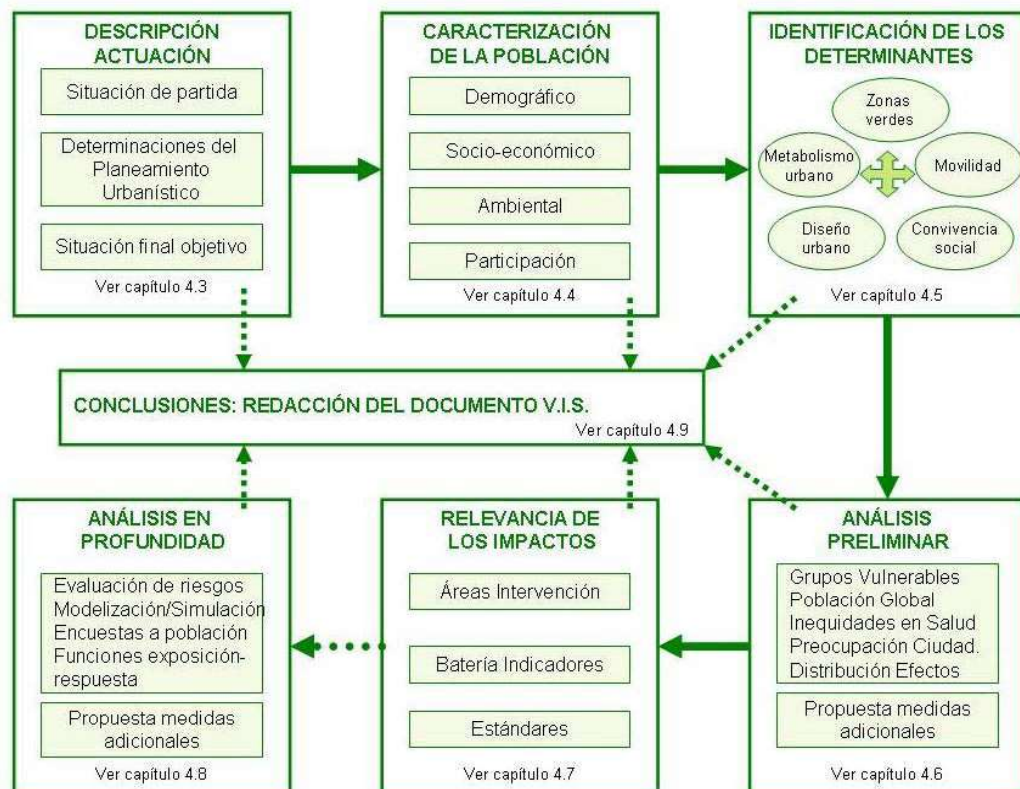 DESCRIPCIÓN
ACTUACIÓN
Situación de partida
Determinaciones del
Planeamiento
Urbanístico
Situación final objetivo
Ver capítulo 4.3
CARACTERIZACIÓN
DE LA POBLACIÓN
Demográfico
Socio-económico
Ambiental
Participación
Ver capítulo 4.4
IDENTIFICACIÓN DE LOS
DETERMINANTES
Zonas
verdes
Metabolismo
urbano
Movilidad
Diseño
urbano
Convivencia
social
Ver capítulo 4.5
CONCLUSIONES: REDACCIÓN DEL DOCUMENTO V.I.S.
Ver capítulo 4.9
ANÁLISIS EN
PROFUNDIDAD
Evaluación de riesgos
Modelización/Simulación
Encuestas a población
Funciones exposición-
respuesta
Propuesta medidas
adicionales
Ver capítulo 4.8
RELEVANCIA DE
LOS IMPACTOS
Áreas Intervención
Batería Indicadores
Estándares
Ver capítulo 4.7
ANÁLISIS
PRELIMINAR
Grupos Vulnerables
Población Global
Inequidades en Salud
Preocupación Ciudad.
Distribución Efectos
Propuesta medidas
adicionales
Ver capítulo 4.6